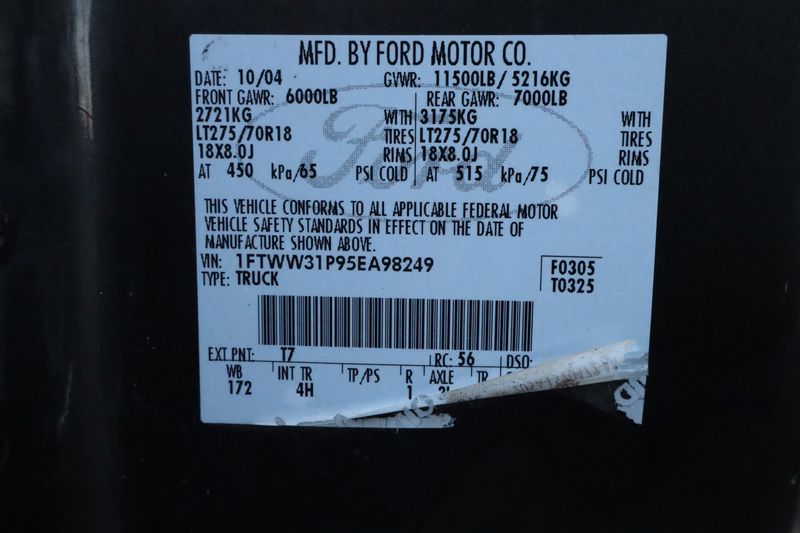 MFD. BY FORD MOTOR CO.
DATE: 10/04 GVWR: 11500LB/ 5216KG
FRONT GAWR: 6000LB REAR GAWR: 7000LB
2721KG WITH 3175KG WITH
LT275/70R18 TIRES LT275/70R18 TIRES
18X8.0J RIMS 18X8.0J RIMS
AT 450 kPa/65 PSI COLD AT 515 kPa/75 PSI COLD
Ford
THIS VEHICLE CONFORMS TO ALL APPLICABLE FEDERAL MOTOR
VEHICLE SAFETY STANDARDS IN EFFECT ON THE DATE OF
MANUFACTURE SHOWN ABOVE.
VIN: 1FTWW31P95EA98249 F0305
TYPE: TRUCK T0325
EXT PNT: T7 RC: 56 DSO:
WB INT TR TP/PS R AXLE TR
172 4H 1